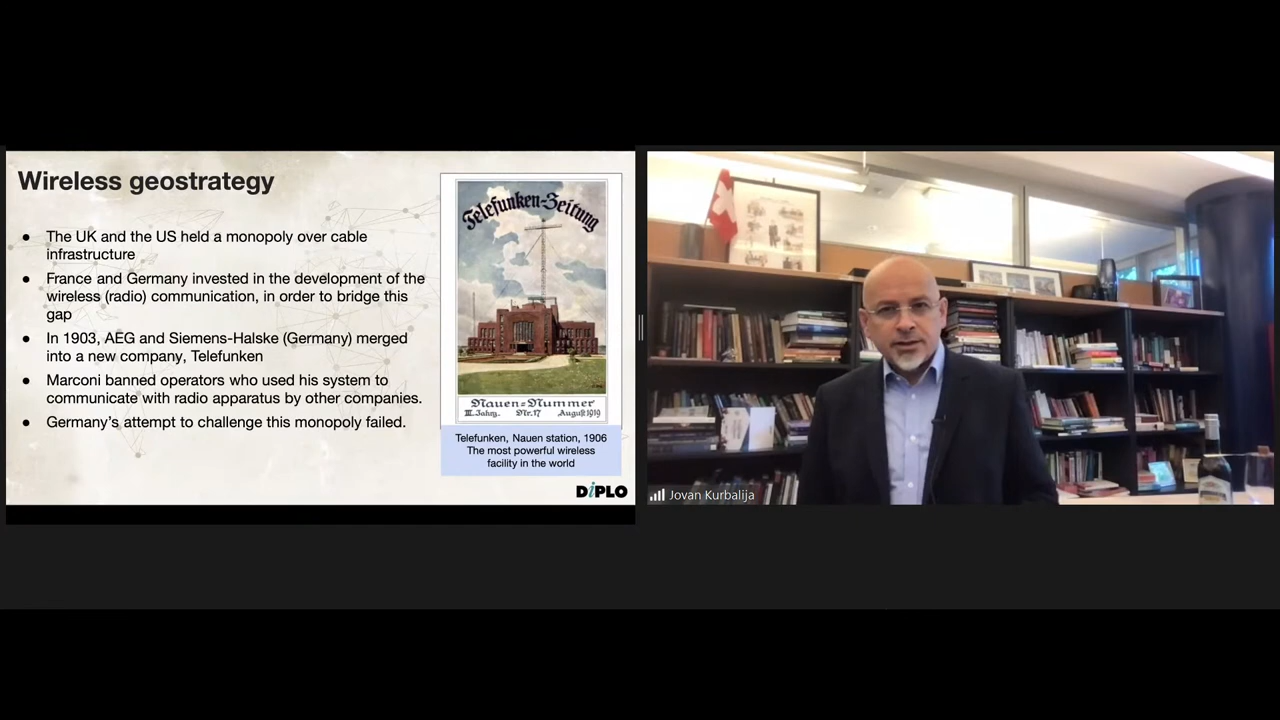 Wireless geostrategy
● The UK and the US held a monopoly over cable
infrastructure
● France and Germany invested in the development of the
wireless (radio) communication, in order to bridge this
gap
● In 1903, AEG and Siemens-Halske (Germany) merged
into a new company, Telefunken
● Marconi banned operators who used his system to
communicate with radio apparatus by other companies.
● Germany’s attempt to challenge this monopoly failed.
Telefunken-Zeitung
Nauen=Nummer
III. Jahrg. Nr. 17 August 1919
Telefunken, Nauen station, 1906
The most powerful wireless
facility in the world
DiPLO
Jovan Kurbalija